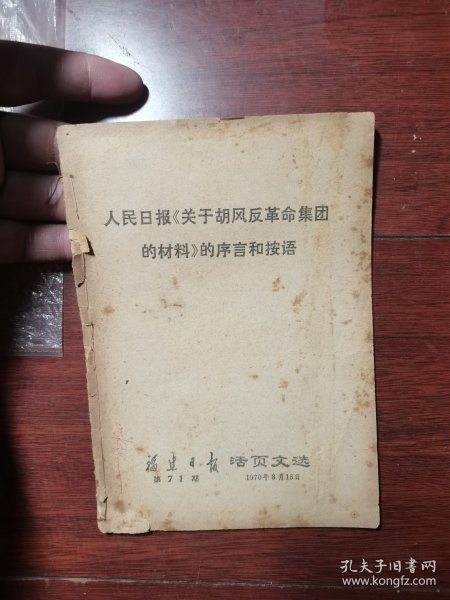 人民日报《关于胡风反革命集团
的材料》的序言和按语
福建日报 活页文选
第71期 1970年8月18日
孔夫子旧书网
www.kongfz.com